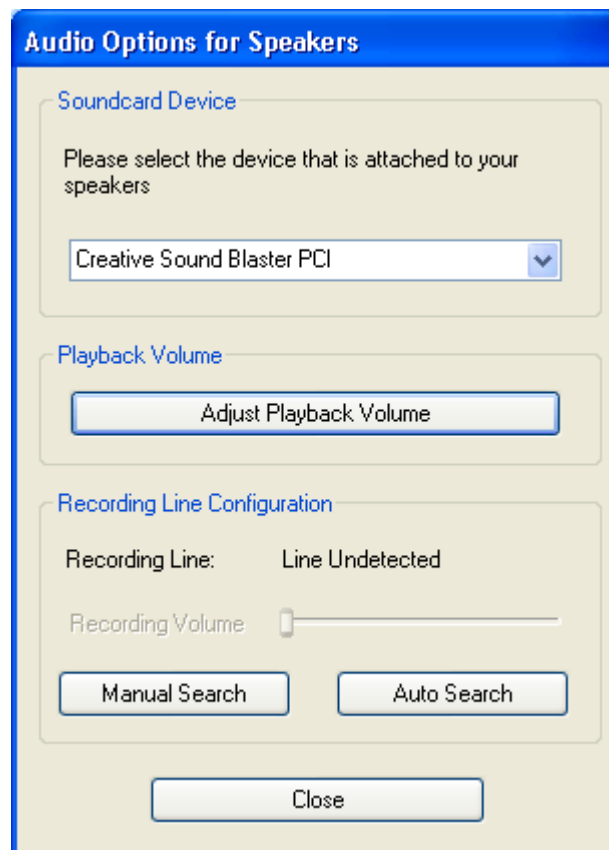 Audio Options for Speakers
Soundcard Device
Please select the device that is attached to your
speakers
Creative Sound Blaster PCI
Playback Volume
Adjust Playback Volume
Recording Line Configuration
Recording Line: Line Undetected
Recording Volume
Manual Search Auto Search
Close